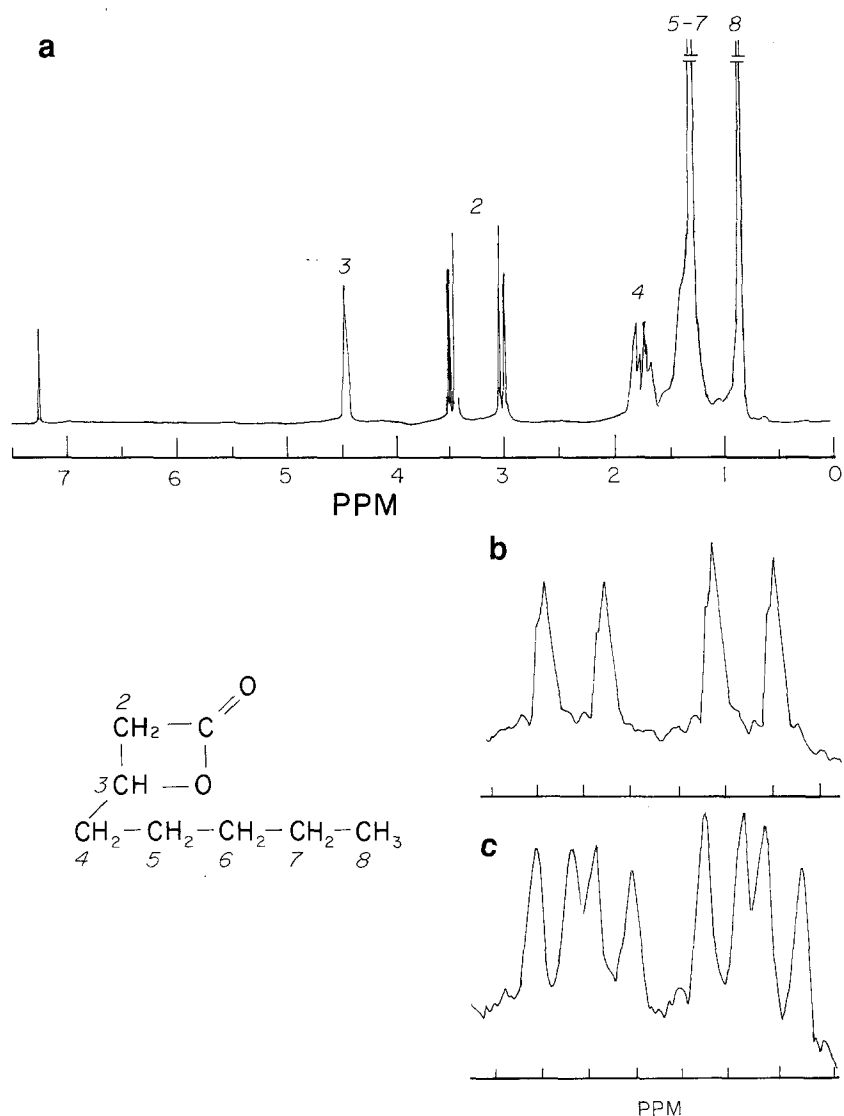 a
5-7 8
2
3
4
7 6 5 4 3 2 1 0
PPM
b
O
2
CH₂ — C
3 CH — O
CH₂—CH₂—CH₂—CH₂—CH₃
4 5 6 7 8
c
PPM